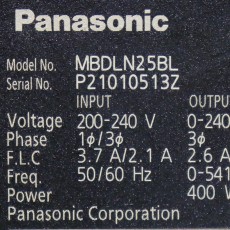 Panasonic
Model No. MBDLN25BL
Serial No. P21010513Z
INPUT OUTPU
Voltage 200-240 V 0-240
Phase 1ϕ/3ϕ 3ϕ
F.L.C 3.7 A/2.1 A 2.6 A
Freq. 50/60 Hz 0-541
Power 400 W
Panasonic Corporation